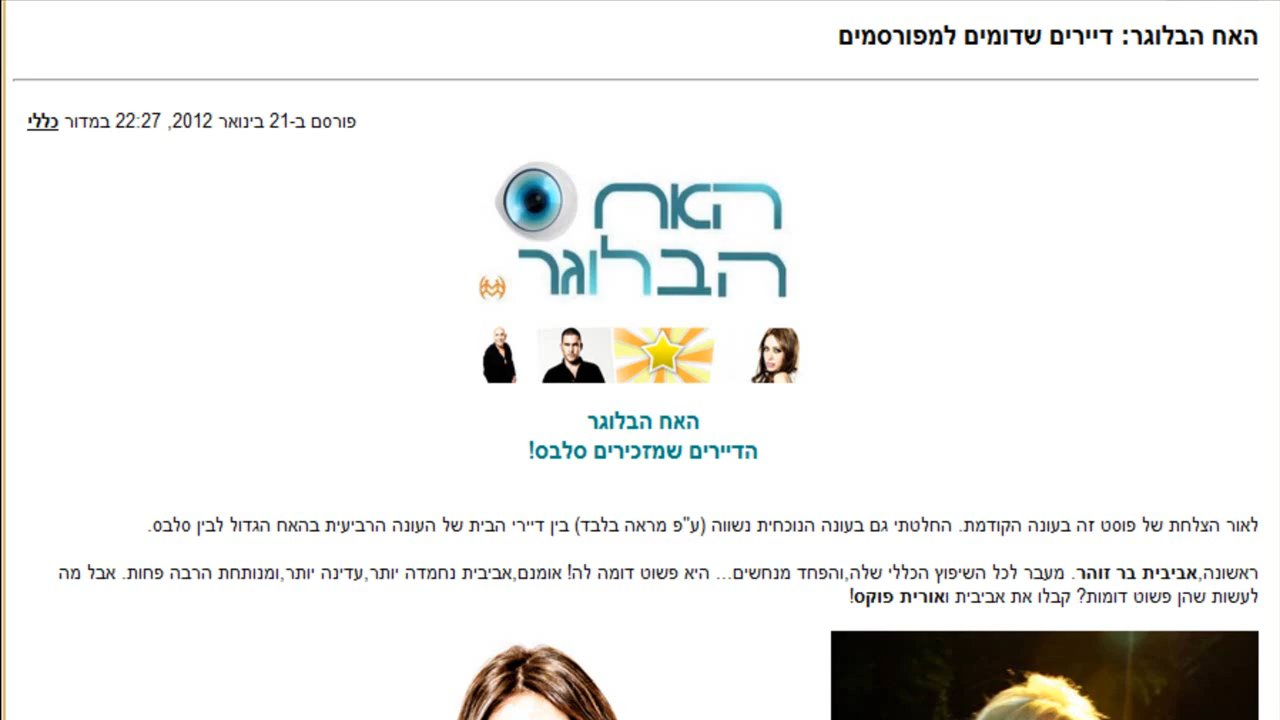 האח הבלוגר: דיירים שדומים למפורסמים
פורסם ב-21 בינואר 2012, 22:27 במדור כללי
האח
הבלוגר
האח הבלוגר
הדיירים שמזכירים סלבס!
לאור הצלחת של פוסט זה בעונה הקודמת. החלטתי גם בעונה הנוכחית נשווה (ע"פ מראה בלבד) בין דיירי הבית של העונה הרביעית בהאח הגדול לבין סלבס.
ראשונה,אביבית בר זוהר. מעבר לכל השיפוץ הכללי שלה,והפחד מנחשים... היא פשוט דומה לה! אומנם,אביבית נחמדה יותר,עדינה יותר,ומנותחת הרבה פחות. אבל מה
לעשות שהן פשוט דומות? קבלו את אביבית ואורית פוקס!